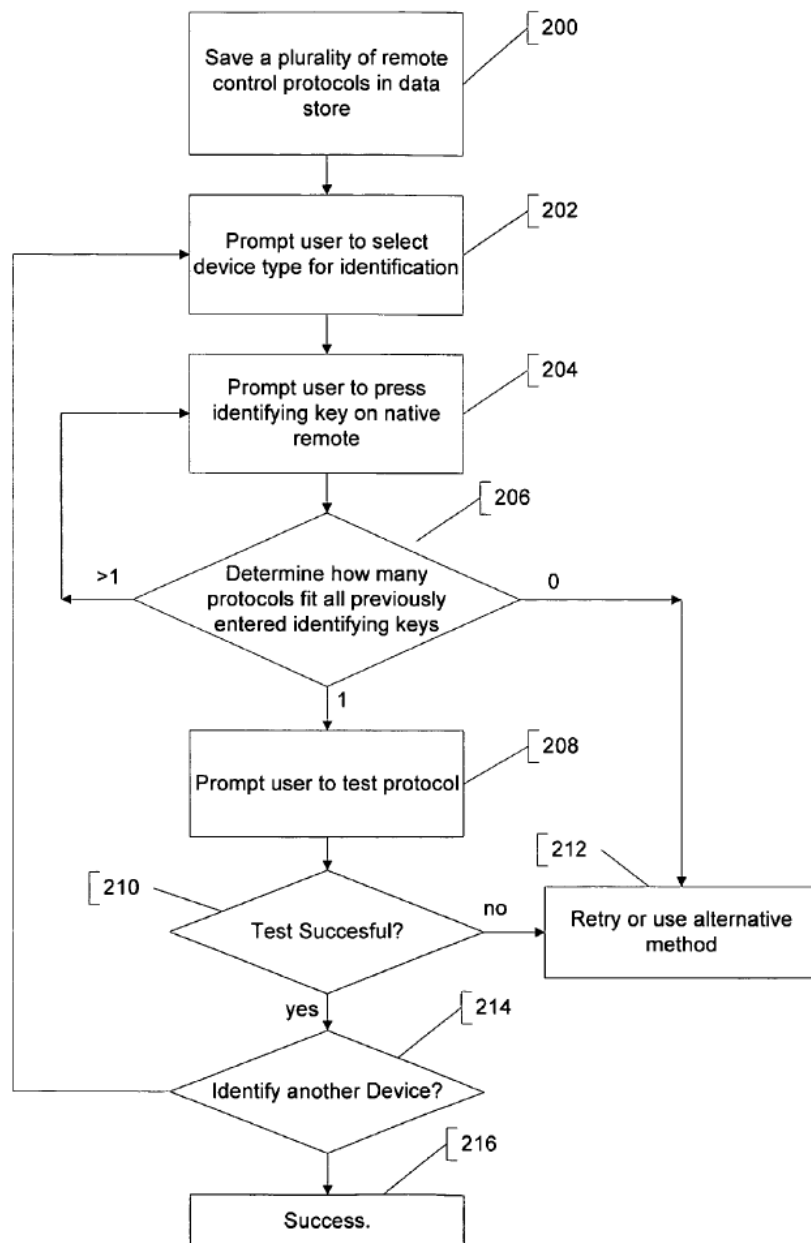 200
Save a plurality of remote
control protocols in data
store
202
Prompt user to select
device type for identification
204
Prompt user to press
identifying key on native
remote
206
>1
Determine how many
protocols fit all previously
entered identifying keys
0
1
208
Prompt user to test protocol
210
212
Test Succesful?
no
Retry or use alternative
method
yes
214
Identify another Device?
216
Success.